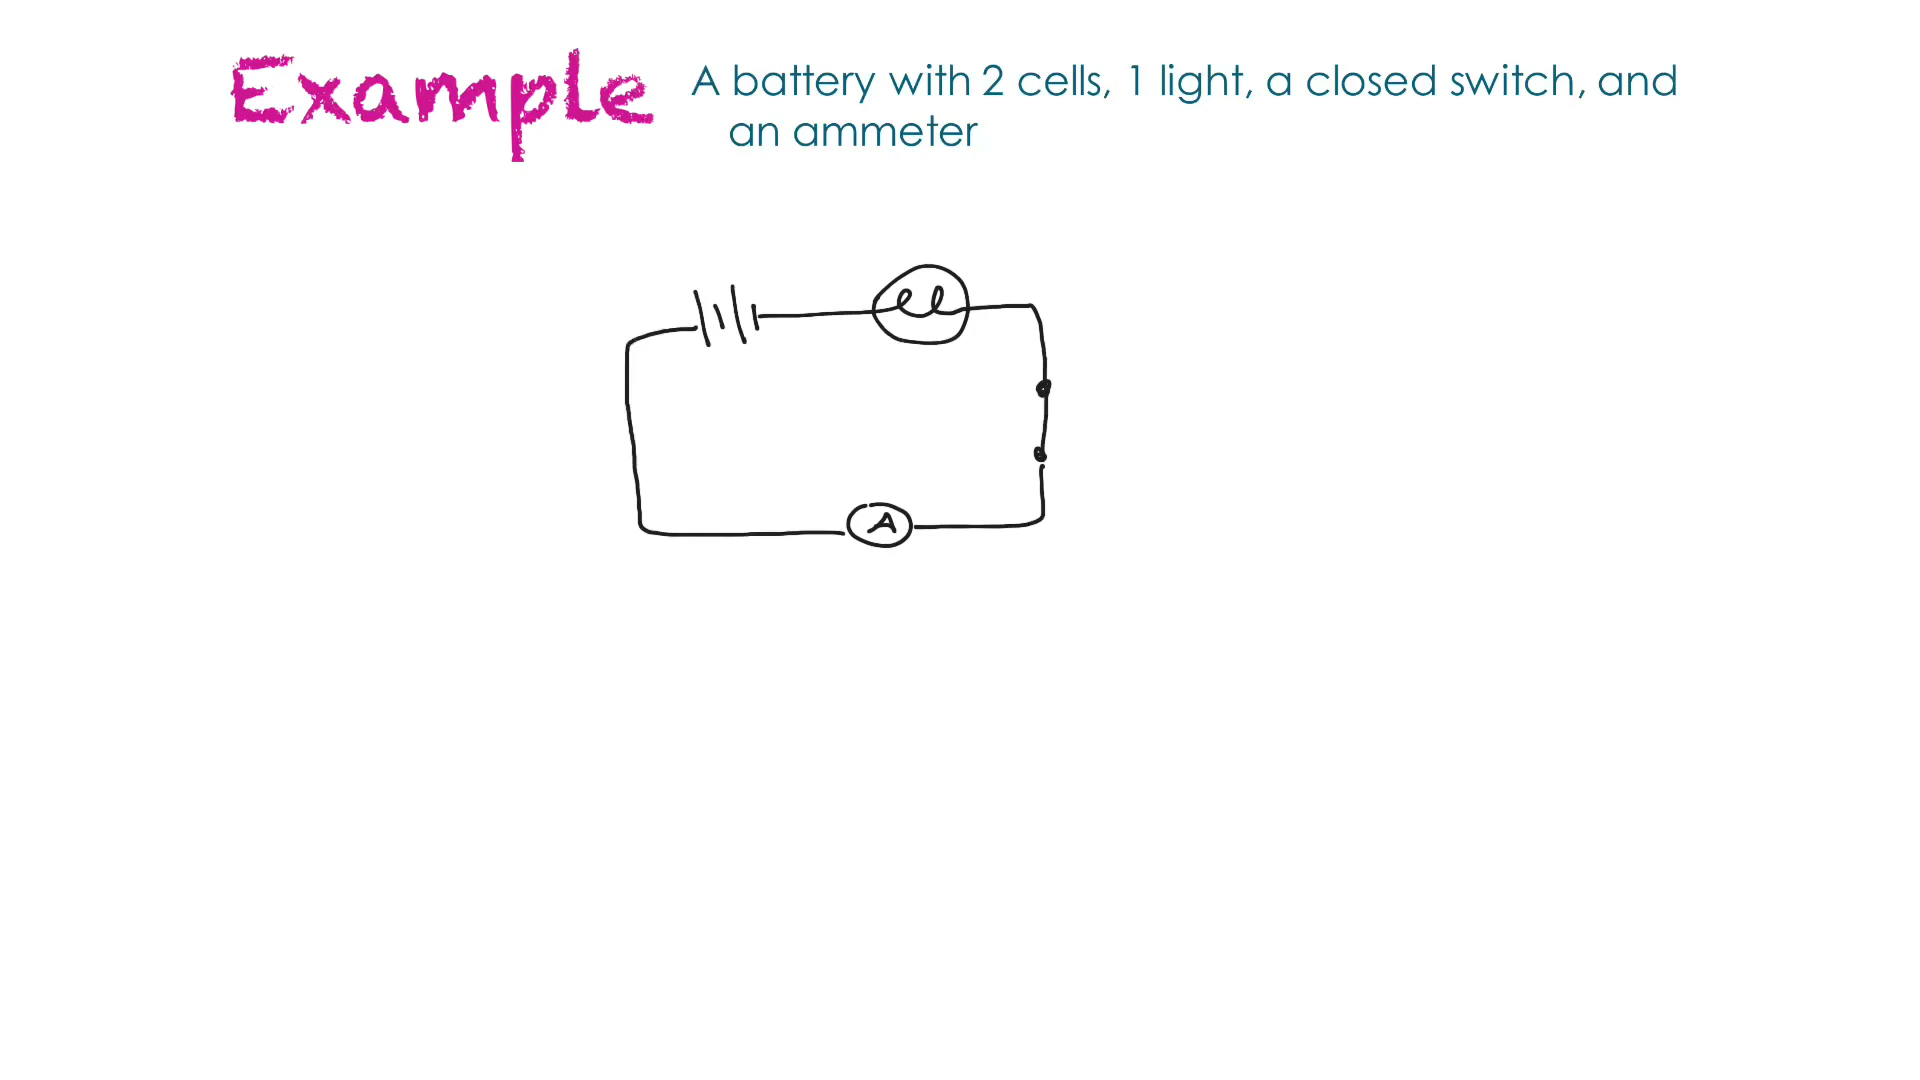 Example
A battery with 2 cells, 1 light, a closed switch, and
an ammeter
A